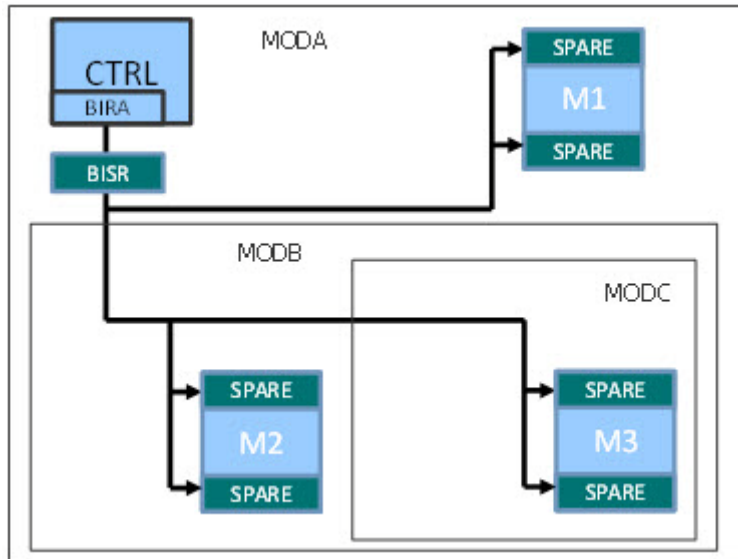 MODA
CTRL
BIRA
BISR
SPARE
M1
SPARE
MODB
MODC
SPARE
M2
SPARE
SPARE
M3
SPARE